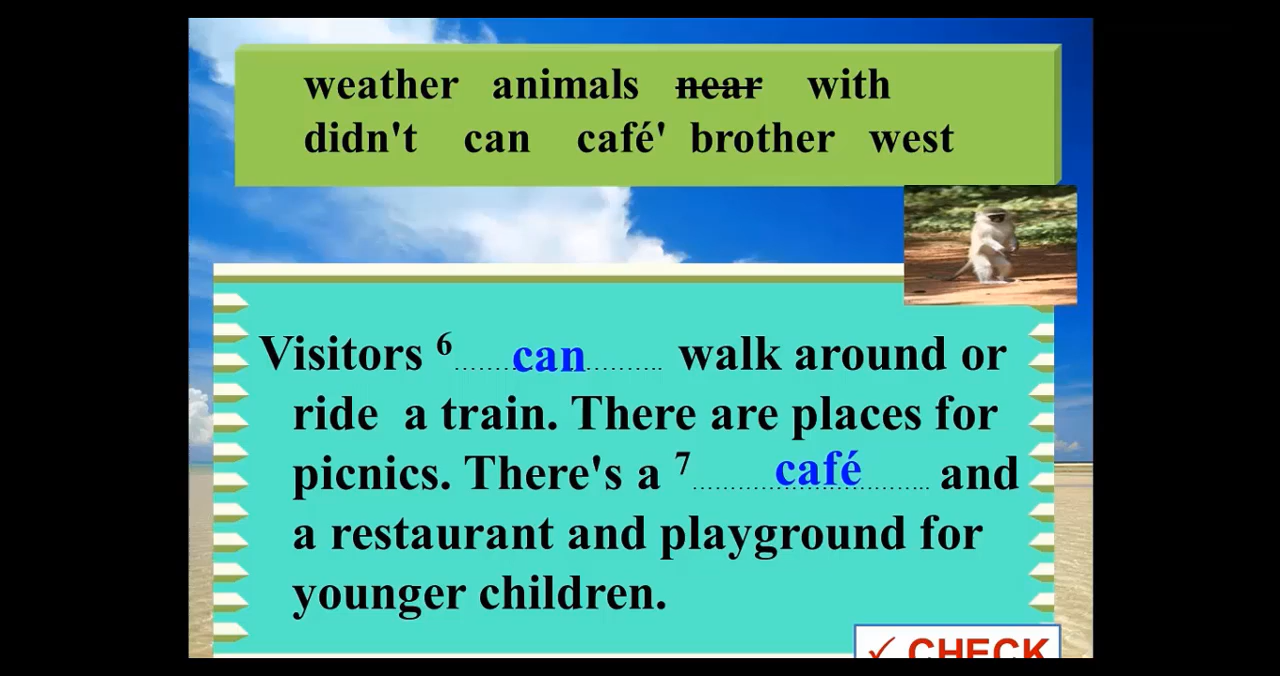 weather animals near with
didn't can café' brother west
Visitors 6 ........can........ walk around or
ride a train. There are places for
picnics. There's a 7 ........café........ and
a restaurant and playground for
younger children.
✓ CHECK